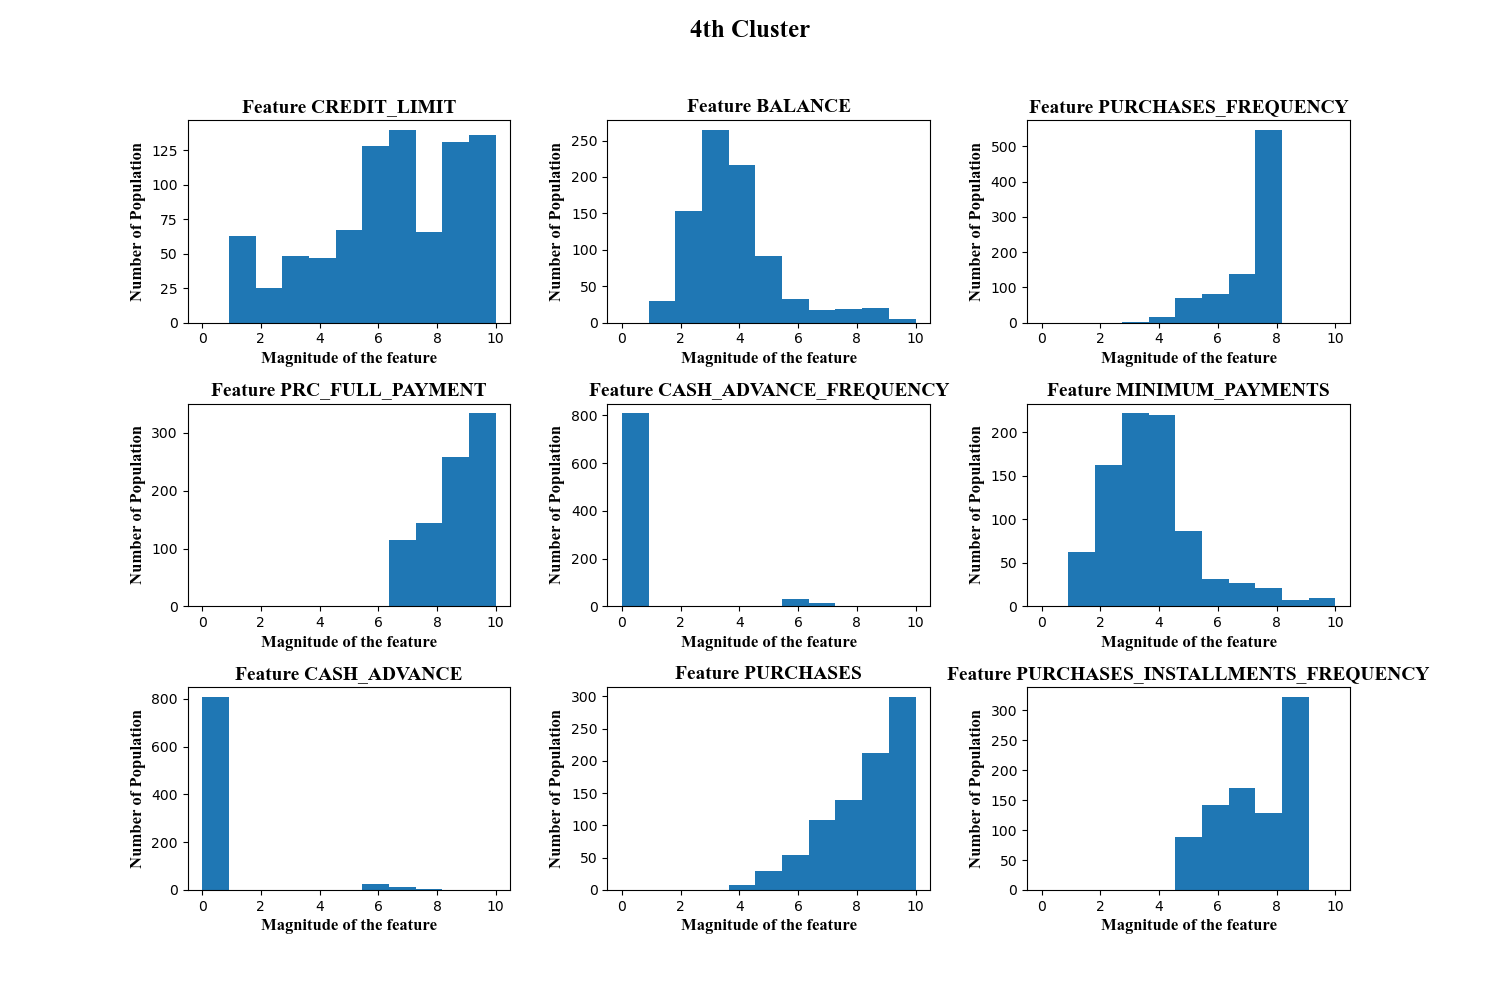 4th Cluster
Feature CREDIT_LIMIT
Number of Population
125
100
75
50
25
0
0 2 4 6 8 10
Magnitude of the feature
Feature BALANCE
Number of Population
250
200
150
100
50
0
0 2 4 6 8 10
Magnitude of the feature
Feature PURCHASES_FREQUENCY
Number of Population
500
400
300
200
100
0
0 2 4 6 8 10
Magnitude of the feature
Feature PRC_FULL_PAYMENT
Number of Population
300
200
100
0
0 2 4 6 8 10
Magnitude of the feature
Feature CASH_ADVANCE_FREQUENCY
Number of Population
800
600
400
200
0
0 2 4 6 8 10
Magnitude of the feature
Feature MINIMUM_PAYMENTS
Number of Population
200
150
100
50
0
0 2 4 6 8 10
Magnitude of the feature
Feature CASH_ADVANCE
Number of Population
800
600
400
200
0
0 2 4 6 8 10
Magnitude of the feature
Feature PURCHASES
Number of Population
300
250
200
150
100
50
0
0 2 4 6 8 10
Magnitude of the feature
Feature PURCHASES_INSTALLMENTS_FREQUENCY
Number of Population
300
250
200
150
100
50
0
0 2 4 6 8 10
Magnitude of the feature